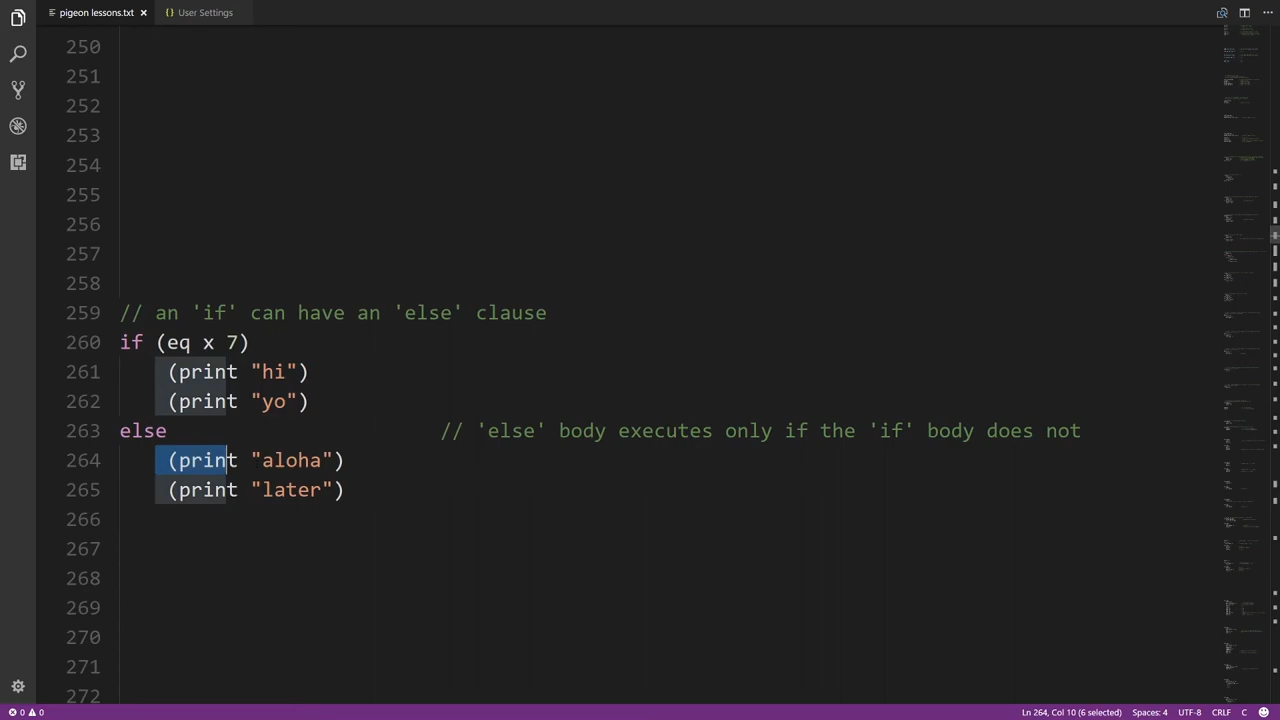 pigeon lessons.txt × {} User Settings
250
251
252
253
254
255
256
257
258
259 // an 'if' can have an 'else' clause
260 if (eq x 7)
261 (print "hi")
262 (print "yo")
263 else // 'else' body executes only if the 'if' body does not
264 (print "aloha")
265 (print "later")
266
267
268
269
270
271
272
0 0 Ln 264, Col 10 (6 selected) Spaces: 4 UTF-8 CRLF C